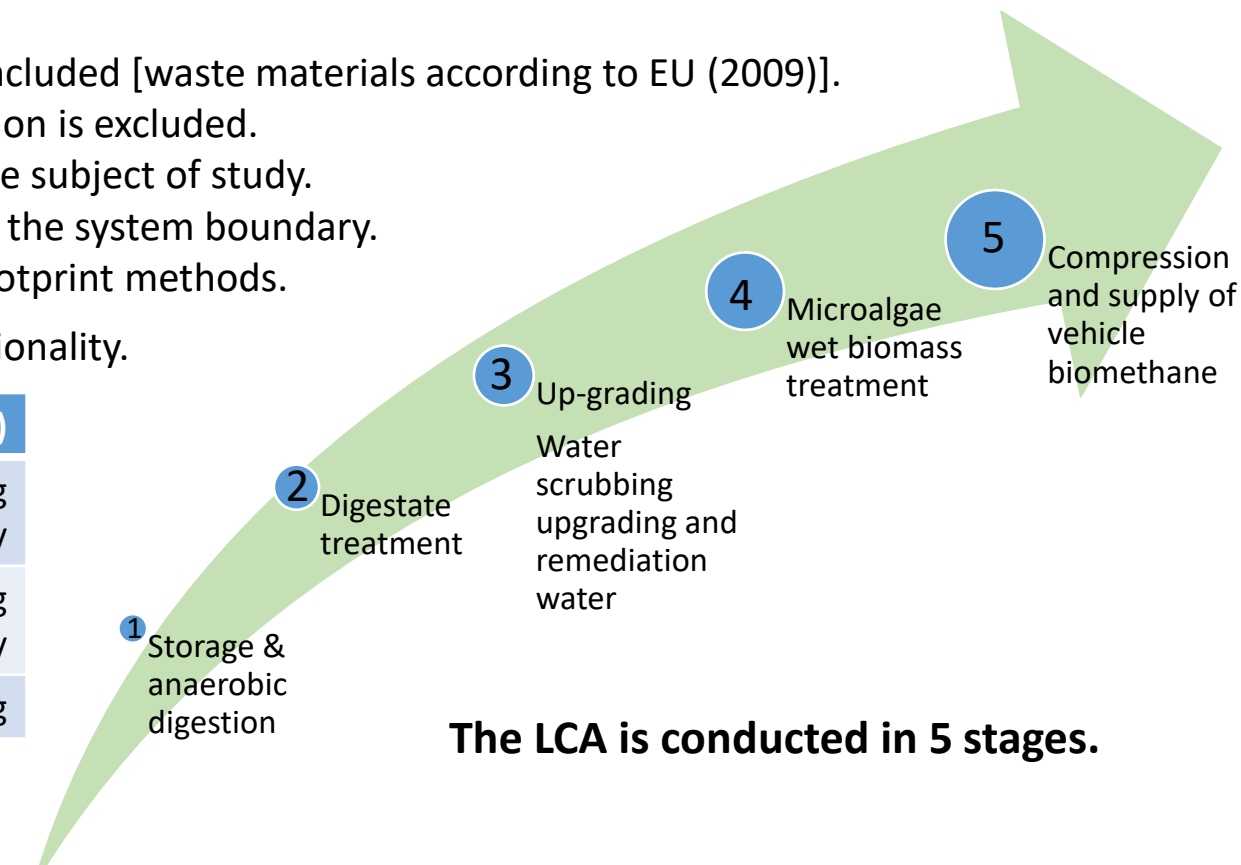 ncluded [waste materials according to EU (2009)].
on is excluded.
e subject of study.
the system boundary.
otprint methods.
ionality.
)
g
y
g
y
g
1
Storage &
anaerobic
digestion
2
Digestate
treatment
3
Up-grading
Water
scrubbing
upgrading and
remediation
water
4
Microalgae
wet biomass
treatment
5
Compression
and supply of
vehicle
biomethane
The LCA is conducted in 5 stages.